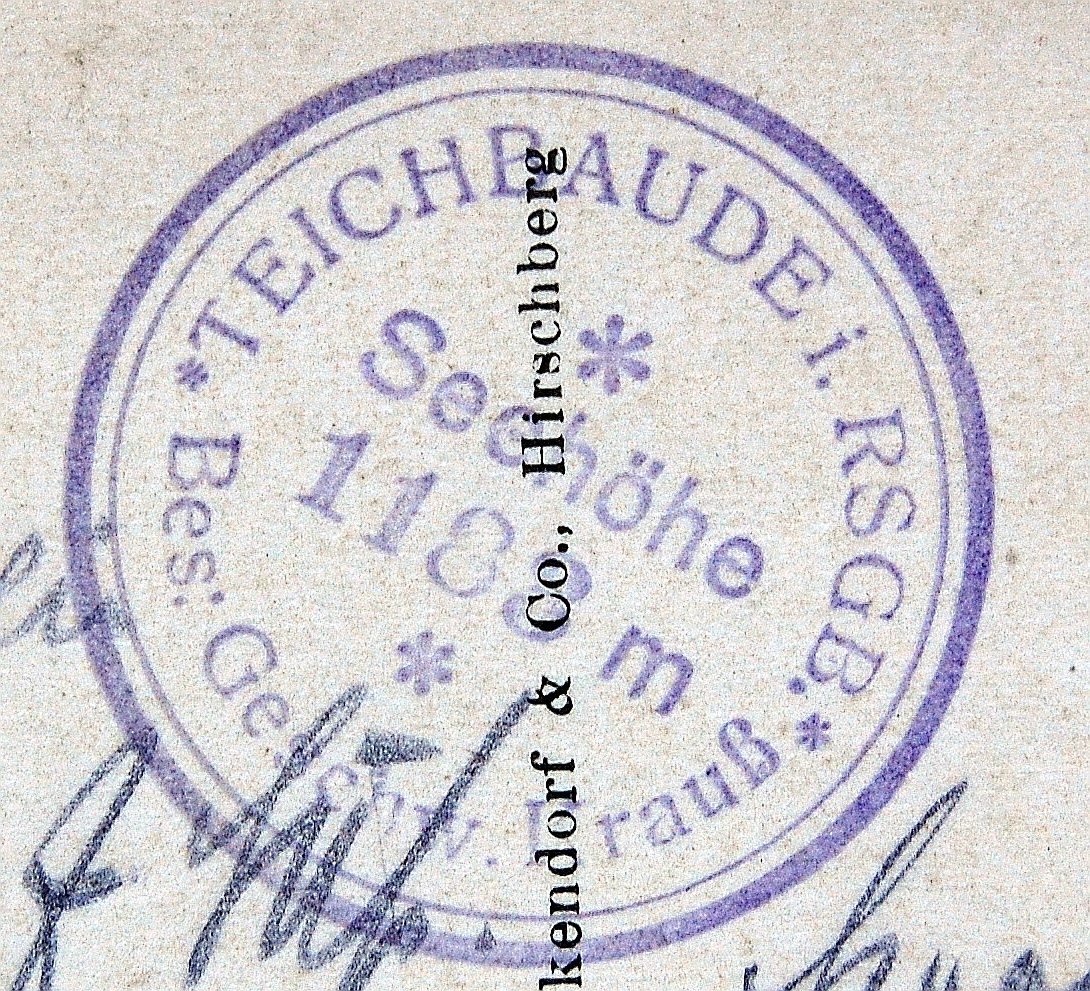 TEICHBAUDE i. RSGB.
Seehöhe
1183 m
Bes: Geschw. Krauß
kendorf & Co., Hirschberg